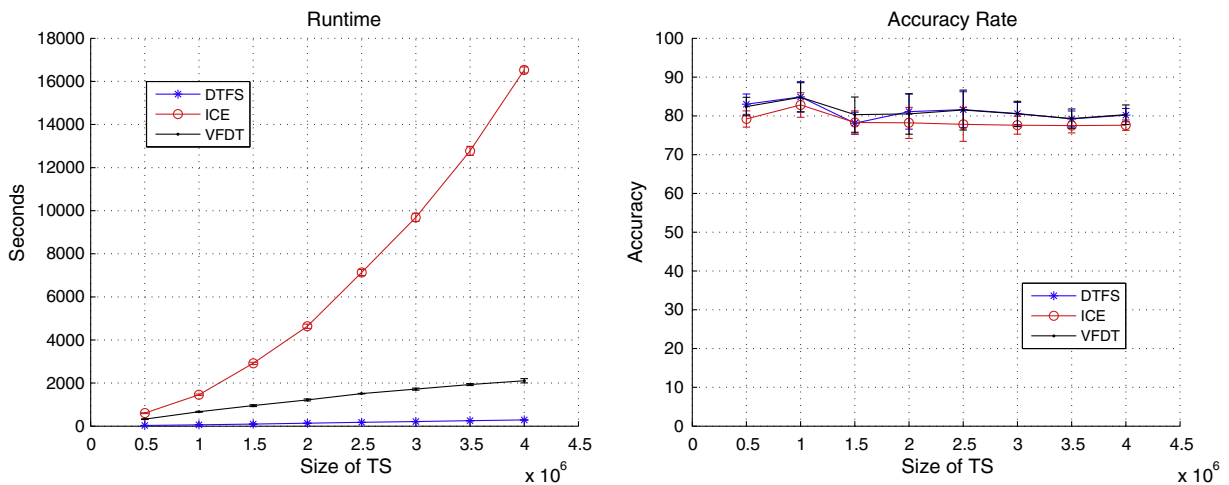 Runtime
18000
16000
14000
12000
10000
8000
6000
4000
2000
0
Seconds
DTFS
ICE
VFDT
0 0.5 1 1.5 2 2.5 3 3.5 4 4.5
Size of TS
x 10^6
Accuracy Rate
100
90
80
70
60
50
40
30
20
10
0
Accuracy
DTFS
ICE
VFDT
0 0.5 1 1.5 2 2.5 3 3.5 4 4.5
Size of TS
x 10^6